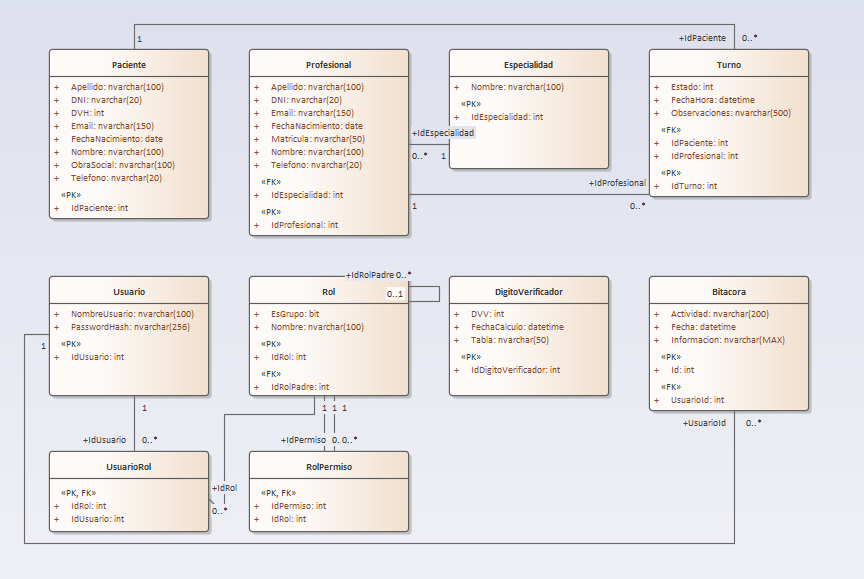 1
+IdPaciente 0..*
Paciente
+ Apellido: nvarchar(100)
+ DNI: nvarchar(20)
+ DVH: int
+ Email: nvarchar(150)
+ FechaNacimiento: date
+ Nombre: nvarchar(100)
+ ObraSocial: nvarchar(100)
+ Telefono: nvarchar(20)
«PK»
+ IdPaciente: int
Profesional
+ Apellido: nvarchar(100)
+ DNI: nvarchar(20)
+ Email: nvarchar(150)
+ FechaNacimiento: date
+ Matricula: nvarchar(50)
+ Nombre: nvarchar(100)
+ Telefono: nvarchar(20)
«FK»
+ IdEspecialidad: int
«PK»
+ IdProfesional: int
+IdEspecialidad
0..* 1
Especialidad
+ Nombre: nvarchar(100)
«PK»
+ IdEspecialidad: int
+IdProfesional
1 0..*
Turno
+ Estado: int
+ FechaHora: datetime
+ Observaciones: nvarchar(500)
«FK»
+ IdPaciente: int
+ IdProfesional: int
«PK»
+ IdTurno: int
Usuario
+ NombreUsuario: nvarchar(100)
+ PasswordHash: nvarchar(256)
«PK»
+ IdUsuario: int
1
+IdRolPadre 0..*
0..1
Rol
+ EsGrupo: bit
+ Nombre: nvarchar(100)
«PK»
+ IdRol: int
«FK»
+ IdRolPadre: int
DigitoVerificador
+ DVV: int
+ FechaCalculo: datetime
+ Tabla: nvarchar(50)
«PK»
+ IdDigitoVerificador: int
Bitacora
+ Actividad: nvarchar(200)
+ Fecha: datetime
+ Informacion: nvarchar(MAX)
«PK»
+ Id: int
«FK»
+ UsuarioId: int
1
1 1 1
+UsuarioId 0..*
+IdUsuario 0..*
+IdPermiso 0. 0..*
UsuarioRol
«PK, FK»
+ IdRol: int
+ IdUsuario: int
+IdRol
0..*
RolPermiso
«PK, FK»
+ IdPermiso: int
+ IdRol: int